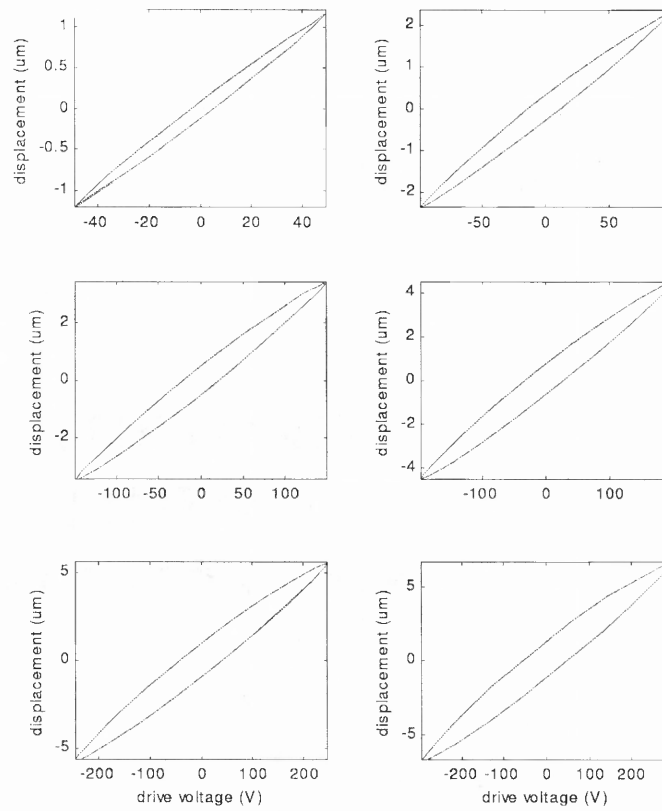 displacement (um)
1
0.5
0
-0.5
-1
-40 -20 0 20 40
displacement (um)
2
1
0
-1
-2
-50 0 50
displacement (um)
2
0
-2
-100 -50 0 50 100
displacement (um)
4
2
0
-2
-4
-100 0 100
displacement (um)
5
0
-5
-200 -100 0 100 200
drive voltage (V)
displacement (um)
5
0
-5
-200 -100 0 100 200
drive voltage (V)